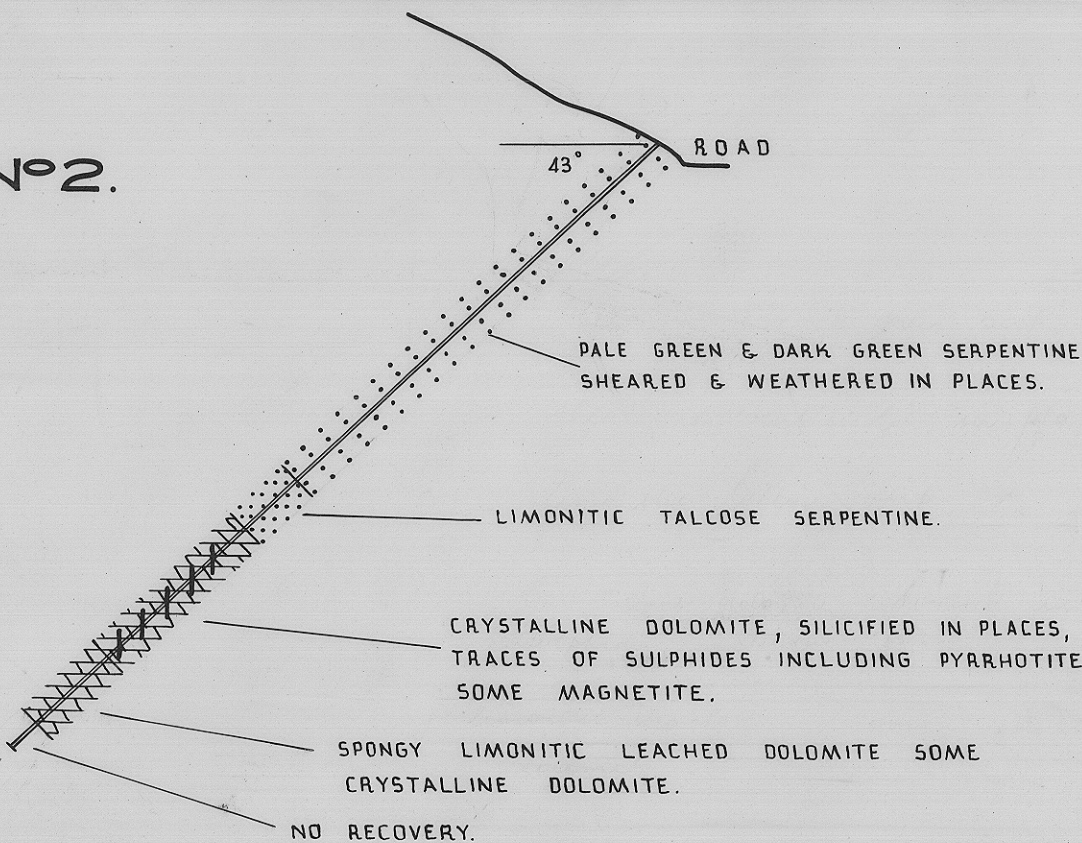 Nº2.
ROAD
43°
PALE GREEN & DARK GREEN SERPENTINE
SHEARED & WEATHERED IN PLACES.
LIMONITIC TALCOSE SERPENTINE.
CRYSTALLINE DOLOMITE, SILICIFIED IN PLACES,
TRACES OF SULPHIDES INCLUDING PYRRHOTITE
SOME MAGNETITE.
SPONGY LIMONITIC LEACHED DOLOMITE SOME
CRYSTALLINE DOLOMITE.
NO RECOVERY.